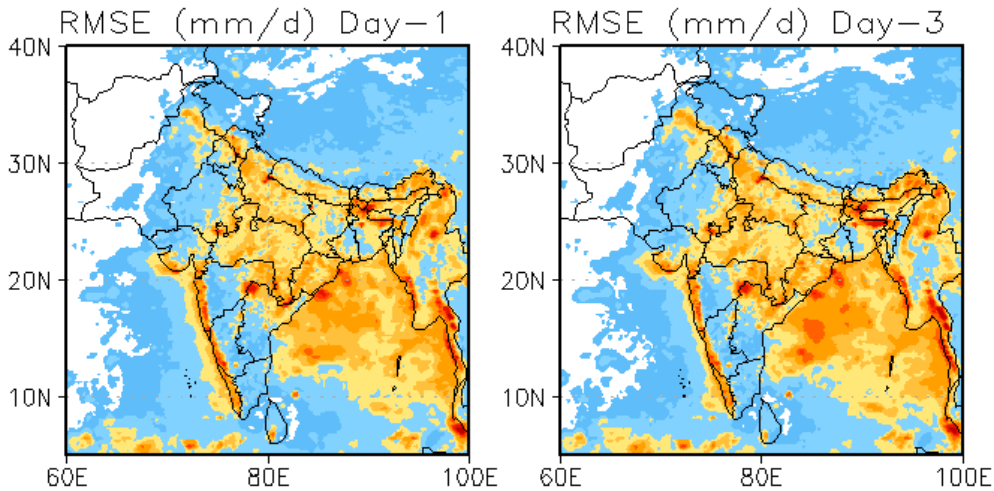 RMSE (mm/d) Day-1
RMSE (mm/d) Day-3
40N
30N
20N
10N
60E
80E
100E
40N
30N
20N
10N
60E
80E
100E